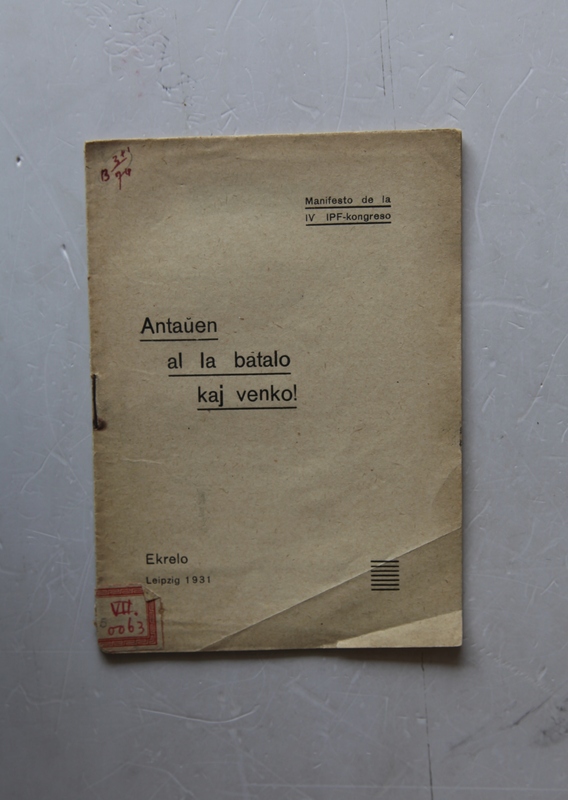 Manifesto de la
IV IPF-kongreso
Antaŭen
al la batalo
kaj venko!
Ekrelo
Leipzig 1931
VII.
0063